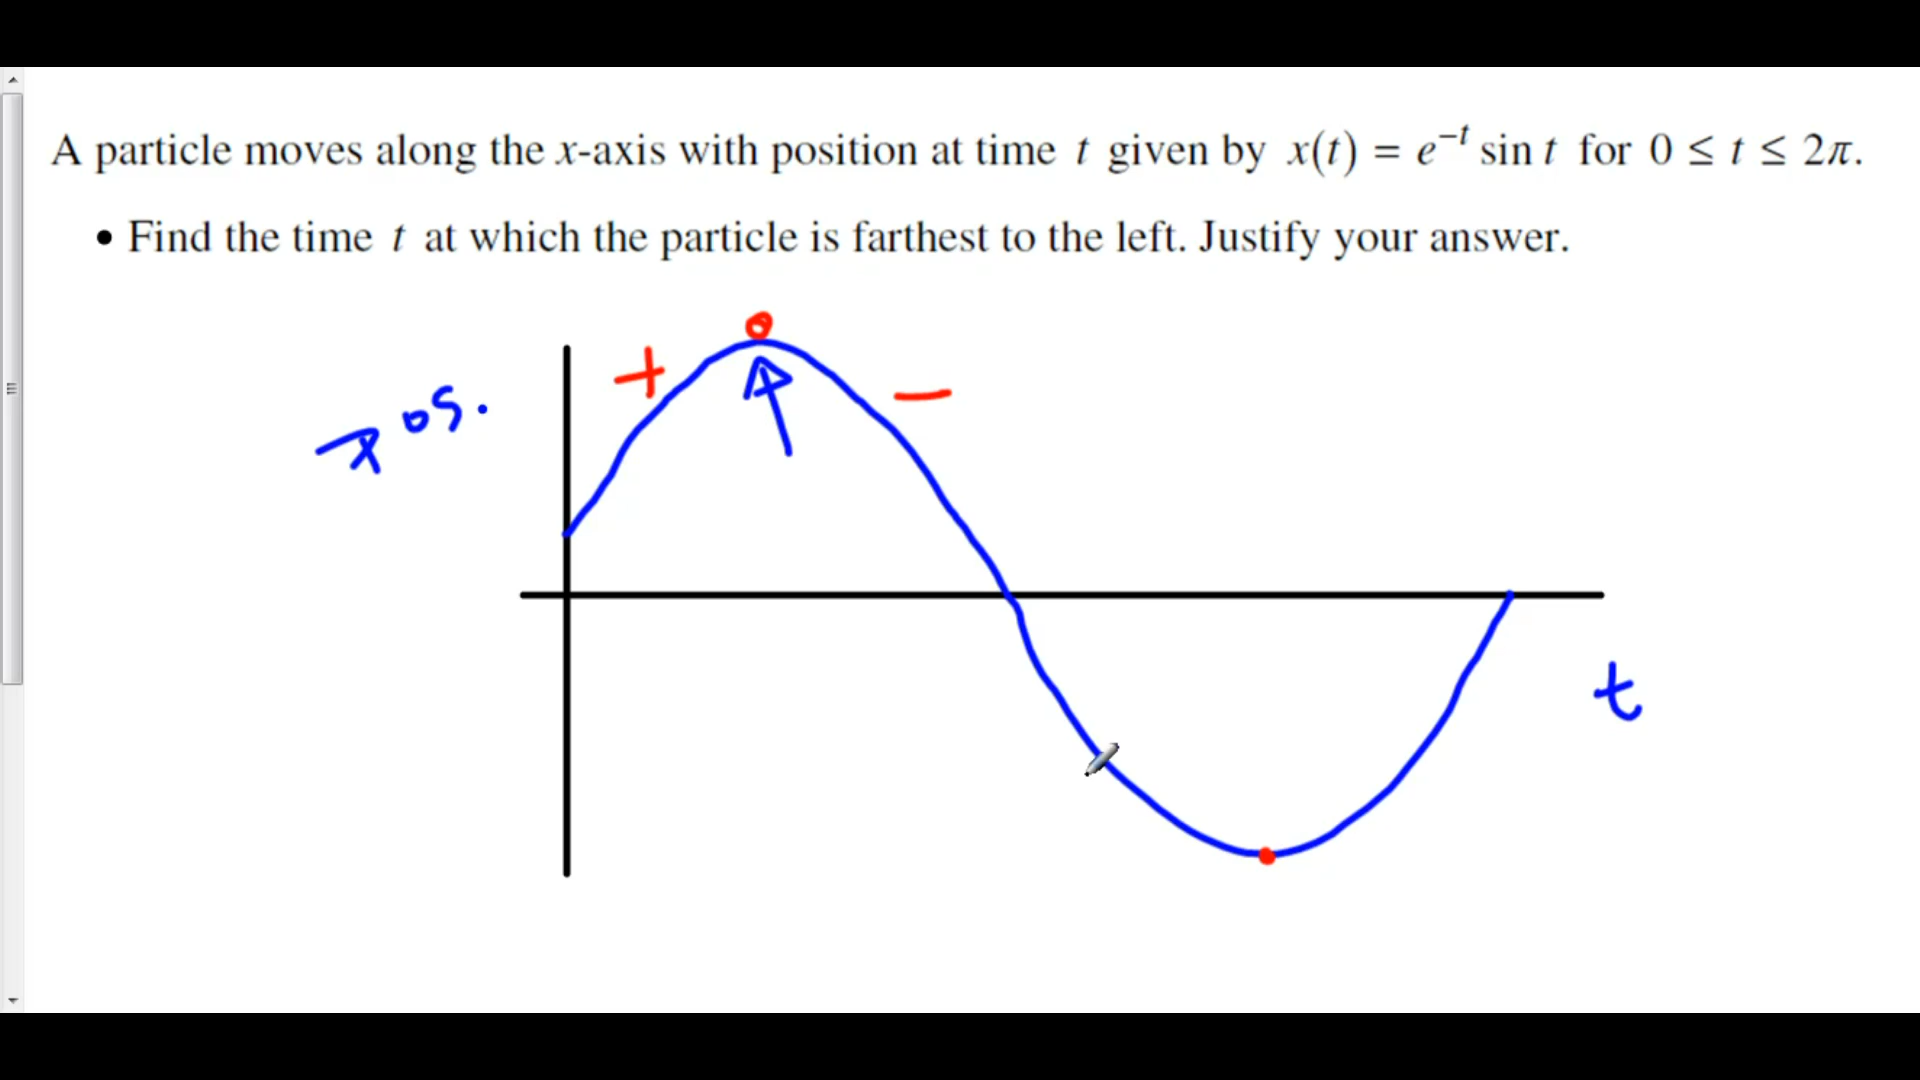 A particle moves along the x-axis with position at time t given by x(t) = e^{-t} sin t for 0 ≤ t ≤ 2π.
• Find the time t at which the particle is farthest to the left. Justify your answer.
o
+
−
pos.
t